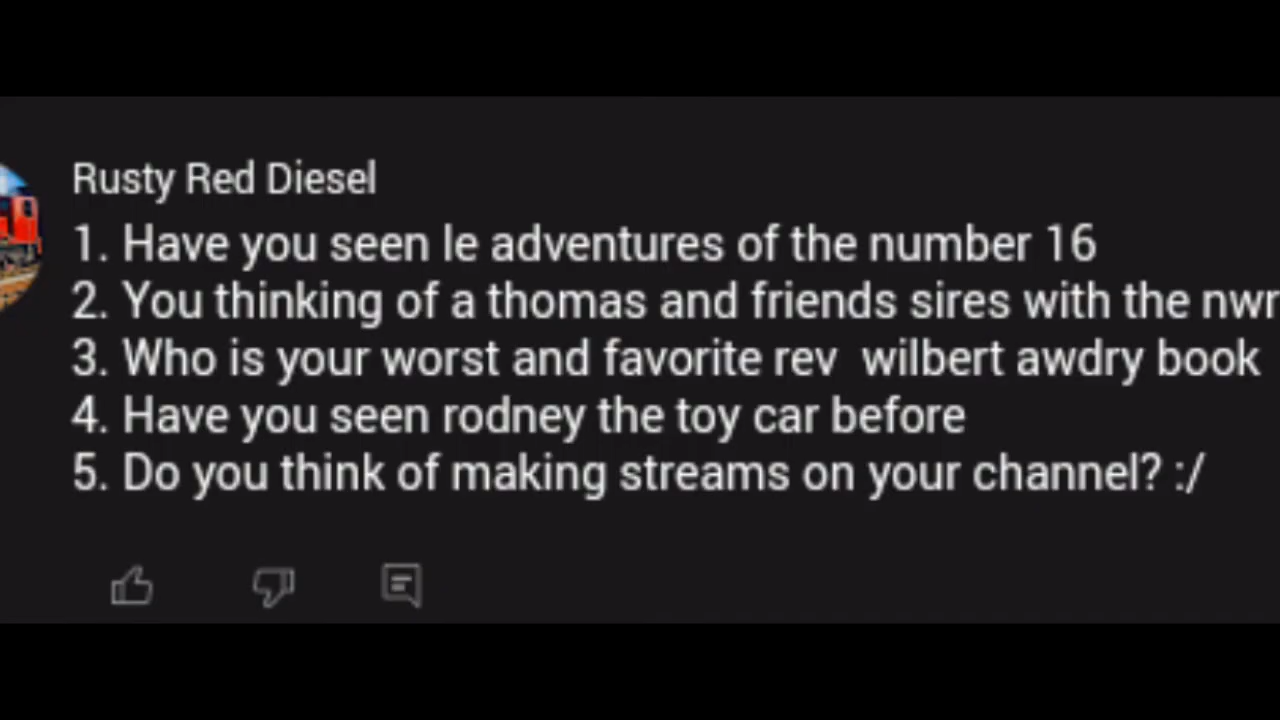 Rusty Red Diesel
1. Have you seen le adventures of the number 16
2. You thinking of a thomas and friends sires with the nwr
3. Who is your worst and favorite rev  wilbert awdry book
4. Have you seen rodney the toy car before
5. Do you think of making streams on your channel? :/